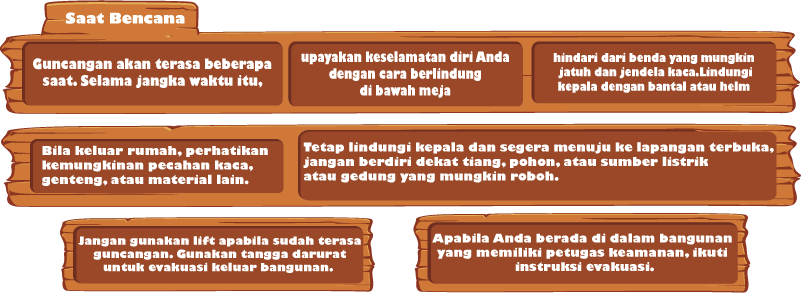 Saat Bencana
Guncangan akan terasa beberapa
saat. Selama jangka waktu itu,
upayakan keselamatan diri Anda
dengan cara berlindung
di bawah meja
hindari dari benda yang mungkin
jatuh dan jendela kaca.Lindungi
kepala dengan bantal atau helm
Bila keluar rumah, perhatikan
kemungkinan pecahan kaca,
genteng, atau material lain.
Tetap lindungi kepala dan segera menuju ke lapangan terbuka,
jangan berdiri dekat tiang, pohon, atau sumber listrik
atau gedung yang mungkin roboh.
Jangan gunakan lift apabila sudah terasa
guncangan. Gunakan tangga darurat
untuk evakuasi keluar bangunan.
Apabila Anda berada di dalam bangunan
yang memiliki petugas keamanan, ikuti
instruksi evakuasi.